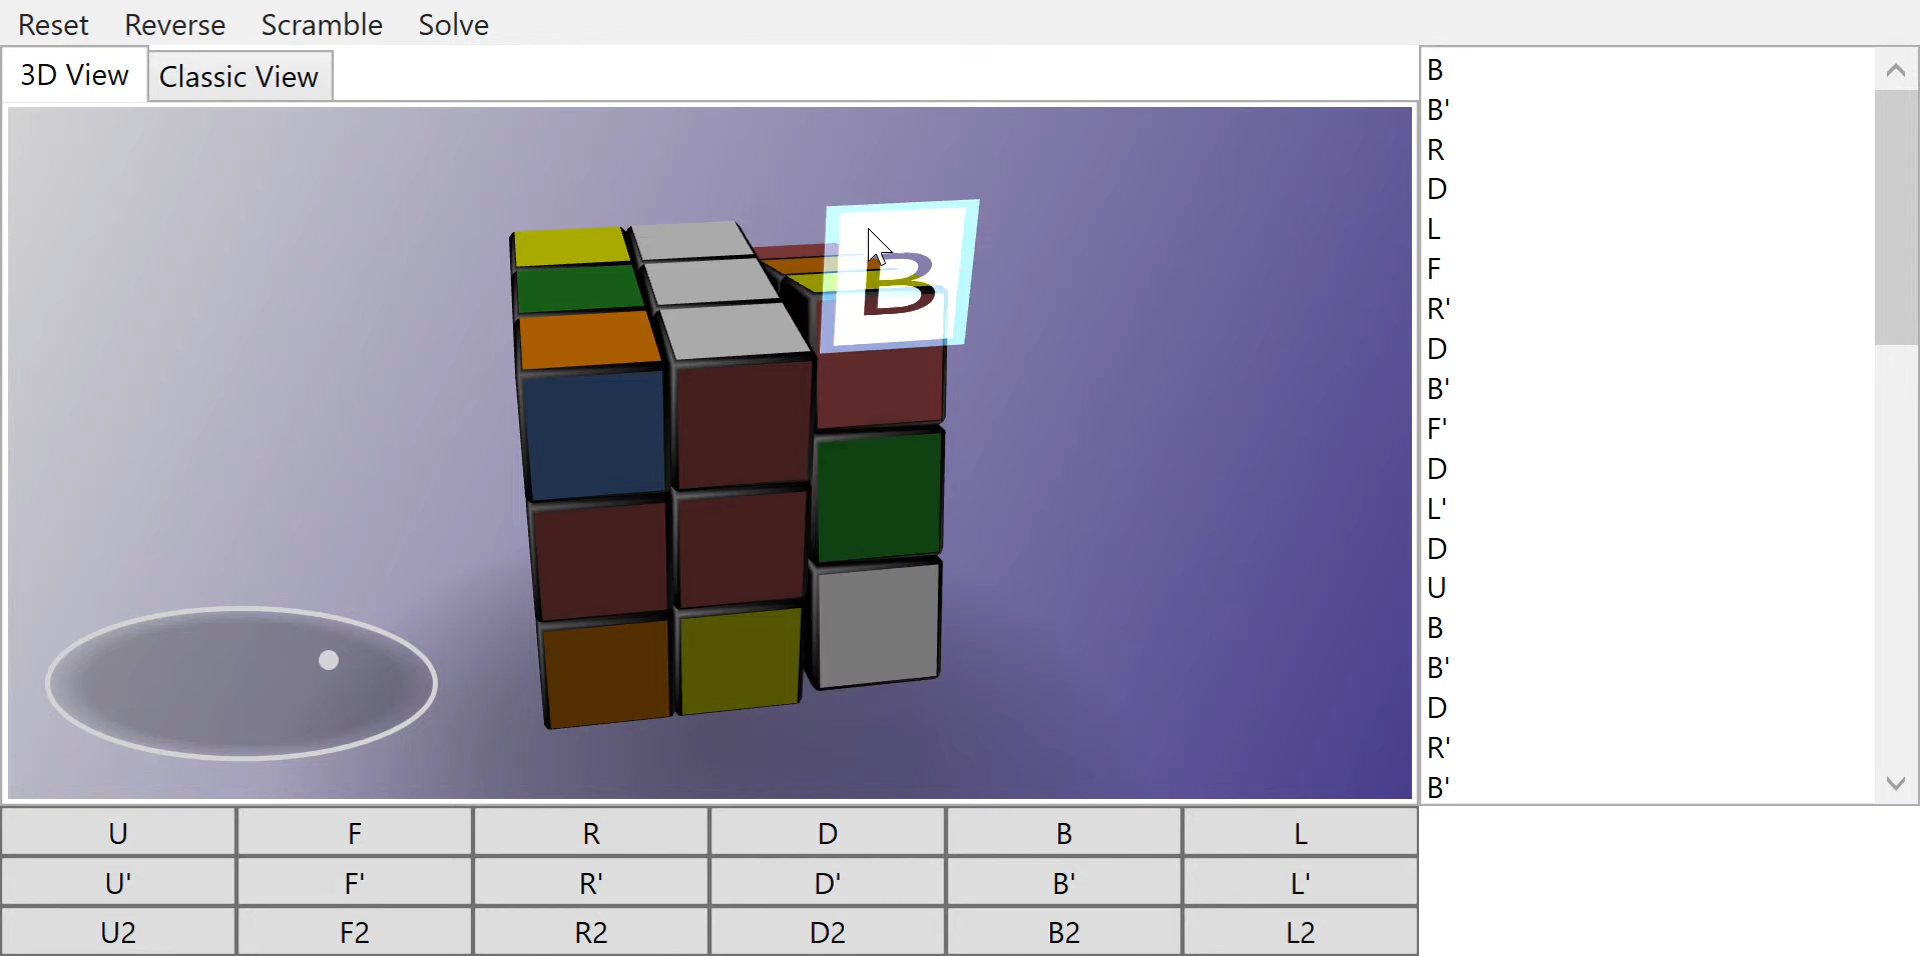 Reset Reverse Scramble Solve
3D View Classic View
B
B'
R
D
L
F
R'
D
B'
F'
D
L'
D
U
B
B'
D
R'
B'
B
U F R D B L
U' F' R' D' B' L'
U2 F2 R2 D2 B2 L2